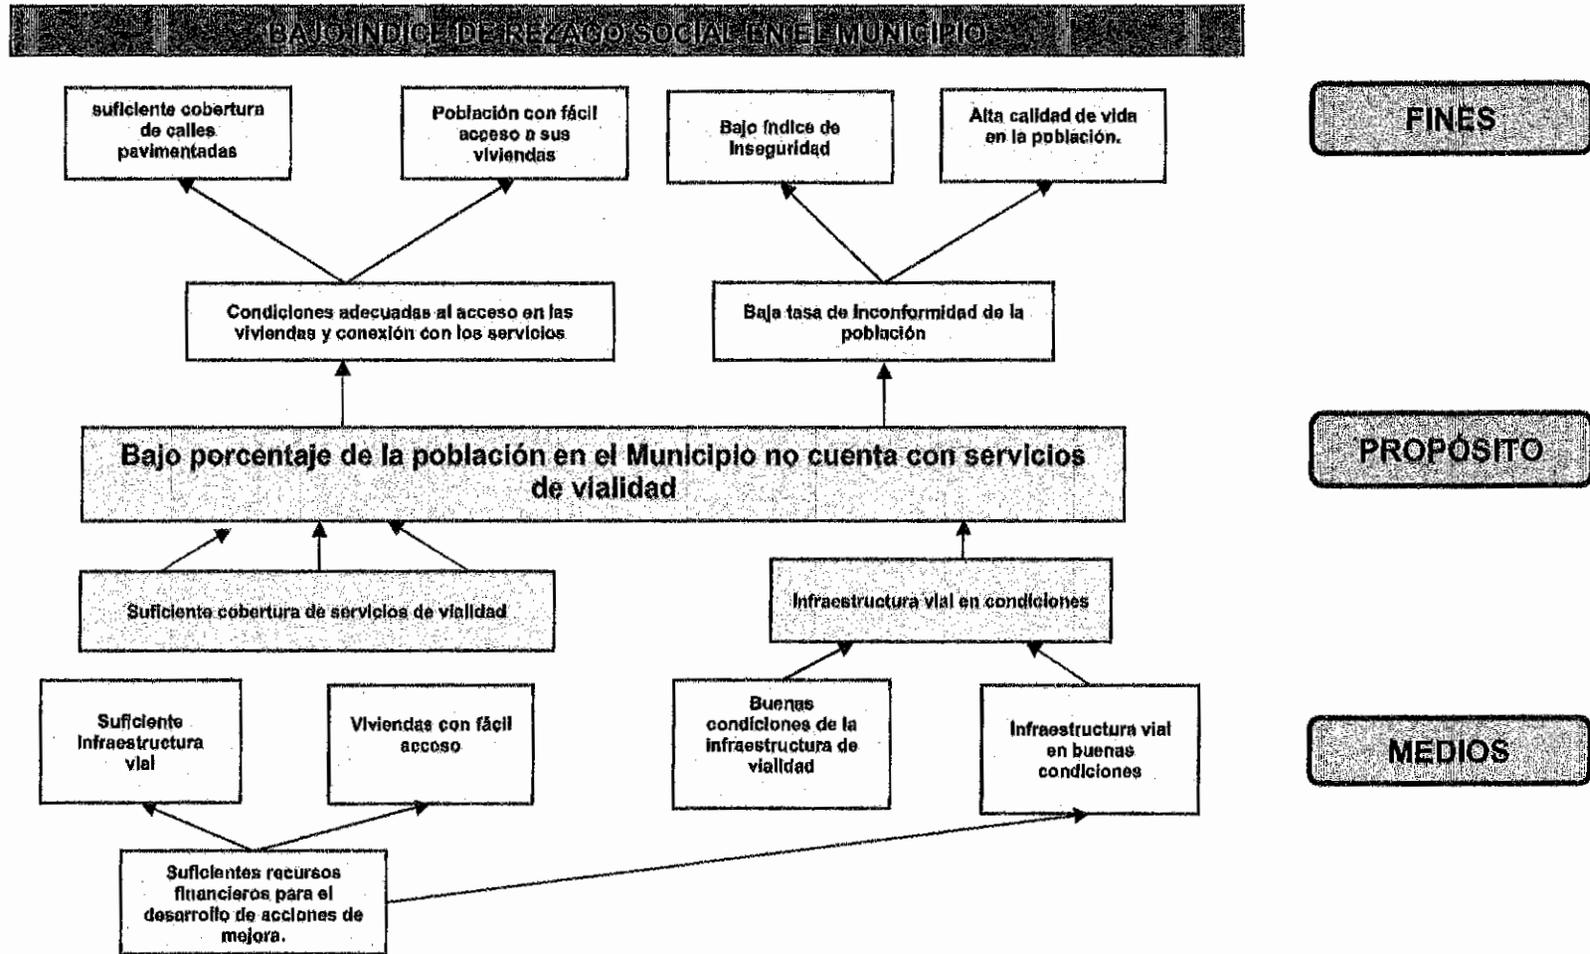 BAJO INDICE DE REZAGO SOCIAL EN EL MUNICIPIO
suficiente cobertura
de calles
pavimentadas
Población con fácil
acceso a sus
viviendas
Bajo índice de
Inseguridad
Alta calidad de vida
en la población.
FINES
Condiciones adecuadas al acceso en las
viviendas y conexión con los servicios
Baja tasa de Inconformidad de la
población
Bajo porcentaje de la población en el Municipio no cuenta con servicios
de vialidad
PROPÓSITO
Suficiente cobertura de servicios de vialidad
Infraestructura vial en condiciones
Suficiente
Infraestructura
vial
Viviendas con fácil
acceso
Buenas
condiciones de la
infraestructura de
vialidad
Infraestructura vial
en buenas
condiciones
MEDIOS
Suficientes recursos
financieros para el
desarrollo de acciones de
mejora.